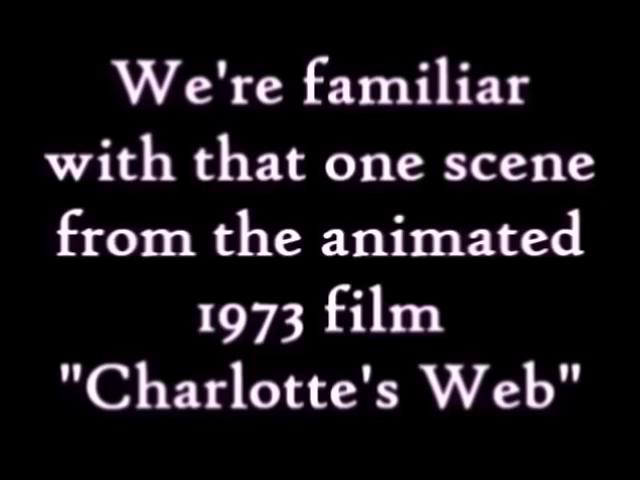 We're familiar
with that one scene
from the animated
1973 film
"Charlotte's Web"